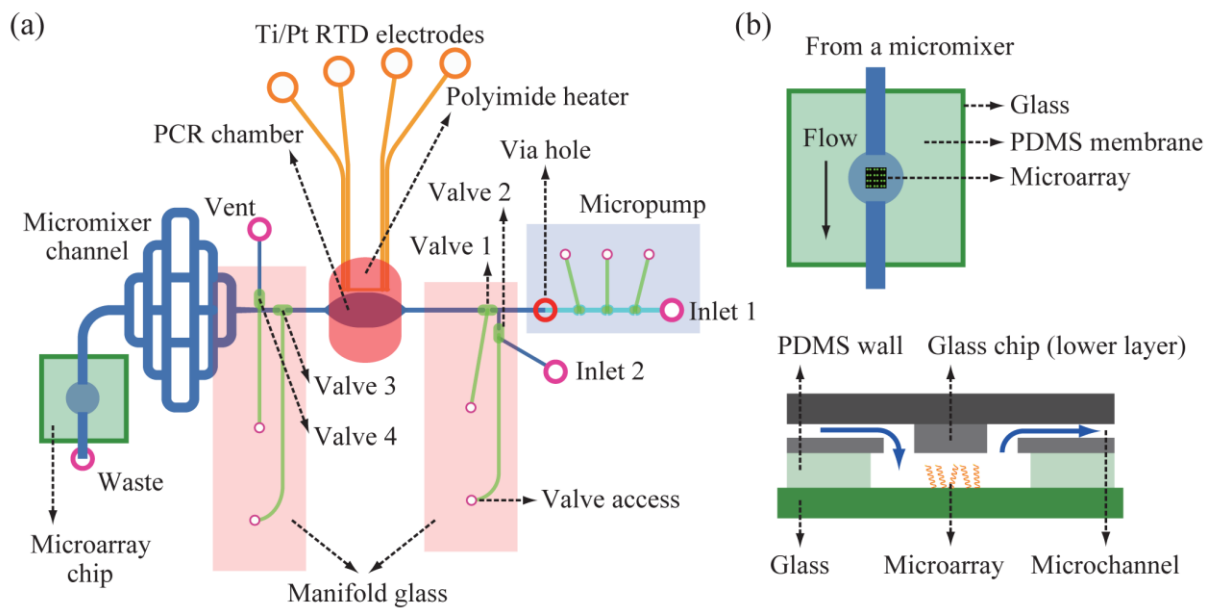 (a)
Ti/Pt RTD electrodes
Polyimide heater
PCR chamber
Via hole
Valve 2
Micropump
Vent
Micromixer
channel
Valve 1
Inlet 1
Inlet 2
Valve 3
Valve 4
Waste
Valve access
Microarray
chip
Manifold glass
(b)
From a micromixer
Glass
Flow
PDMS membrane
Microarray
PDMS wall
Glass chip (lower layer)
Glass
Microarray
Microchannel